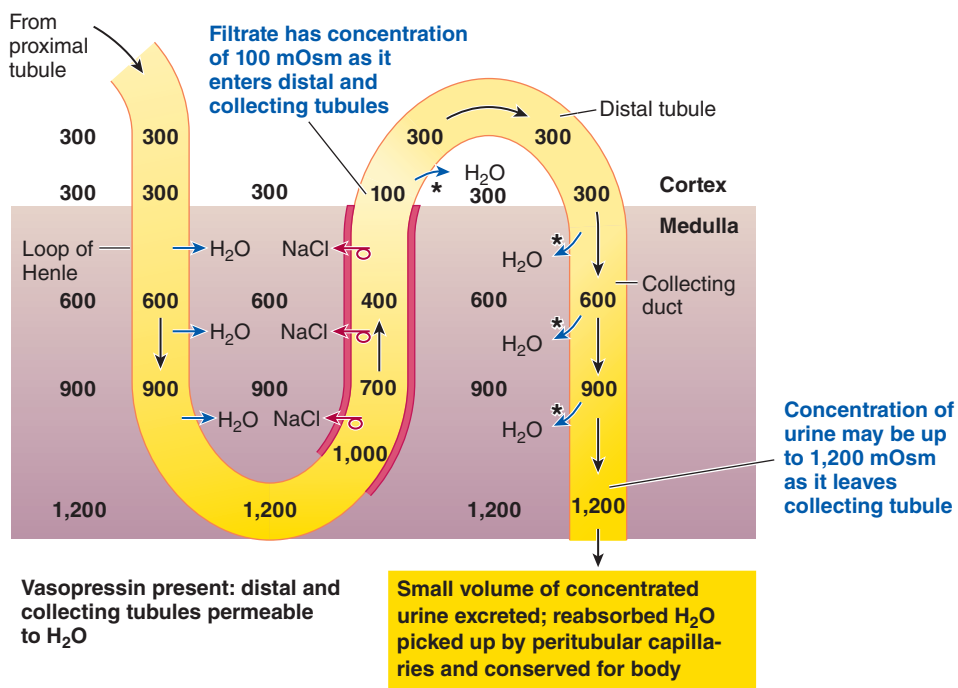 From
proximal
tubule
Filtrate has concentration
of 100 mOsm as it
enters distal and
collecting tubules
Distal tubule
300 300
300 300
H₂O
*
300 300 300 100 300 300
Cortex
Medulla
Loop of
Henle
H₂O NaCl
*
H₂O
Collecting
duct
600 600 600 400 600 600
H₂O NaCl
*
H₂O
900 900 900 700 900 900
H₂O NaCl
*
H₂O
1,000
1,200 1,200 1,200 1,200
Concentration of
urine may be up
to 1,200 mOsm
as it leaves
collecting tubule
Vasopressin present: distal and
collecting tubules permeable
to H₂O
Small volume of concentrated
urine excreted; reabsorbed H₂O
picked up by peritubular capilla-
ries and conserved for body